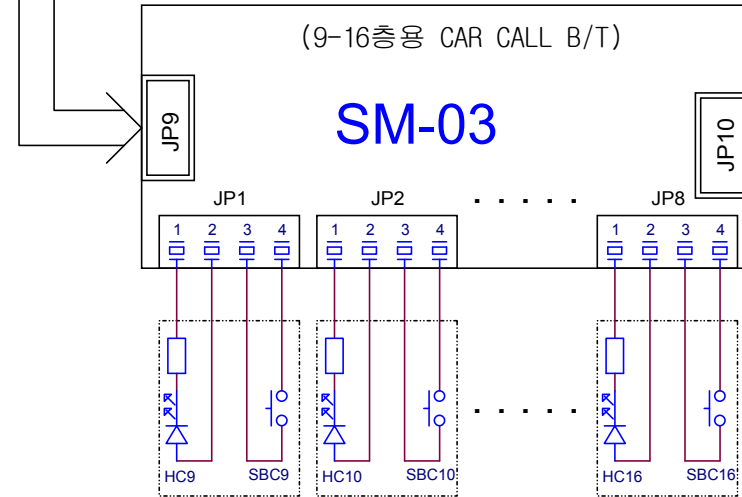 (9-16층용 CAR CALL B/T)
SM-03
JP9
JP10
JP1 JP2 . . . . . JP8
1 2 3 4 1 2 3 4 1 2 3 4
. . . . .
HC9 SBC9 HC10 SBC10 HC16 SBC16